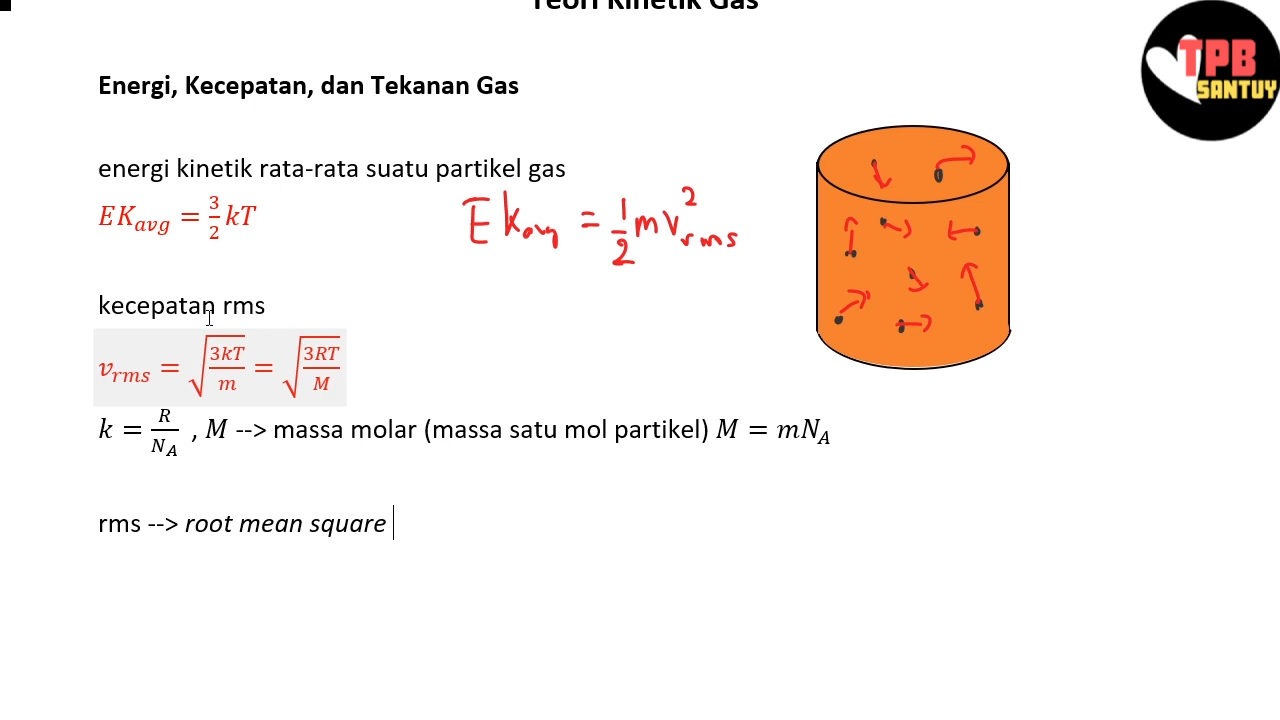 Teori Kinetik Gas
TPB
SANTUY
Energi, Kecepatan, dan Tekanan Gas
energi kinetik rata-rata suatu partikel gas
EK_avg = 3/2 kT
Ek_avg = 1/2 mv²_rms
kecepatan rms
v_rms = √(3kT/m) = √(3RT/M)
k = R/N_A , M --> massa molar (massa satu mol partikel) M = mN_A
rms --> root mean square